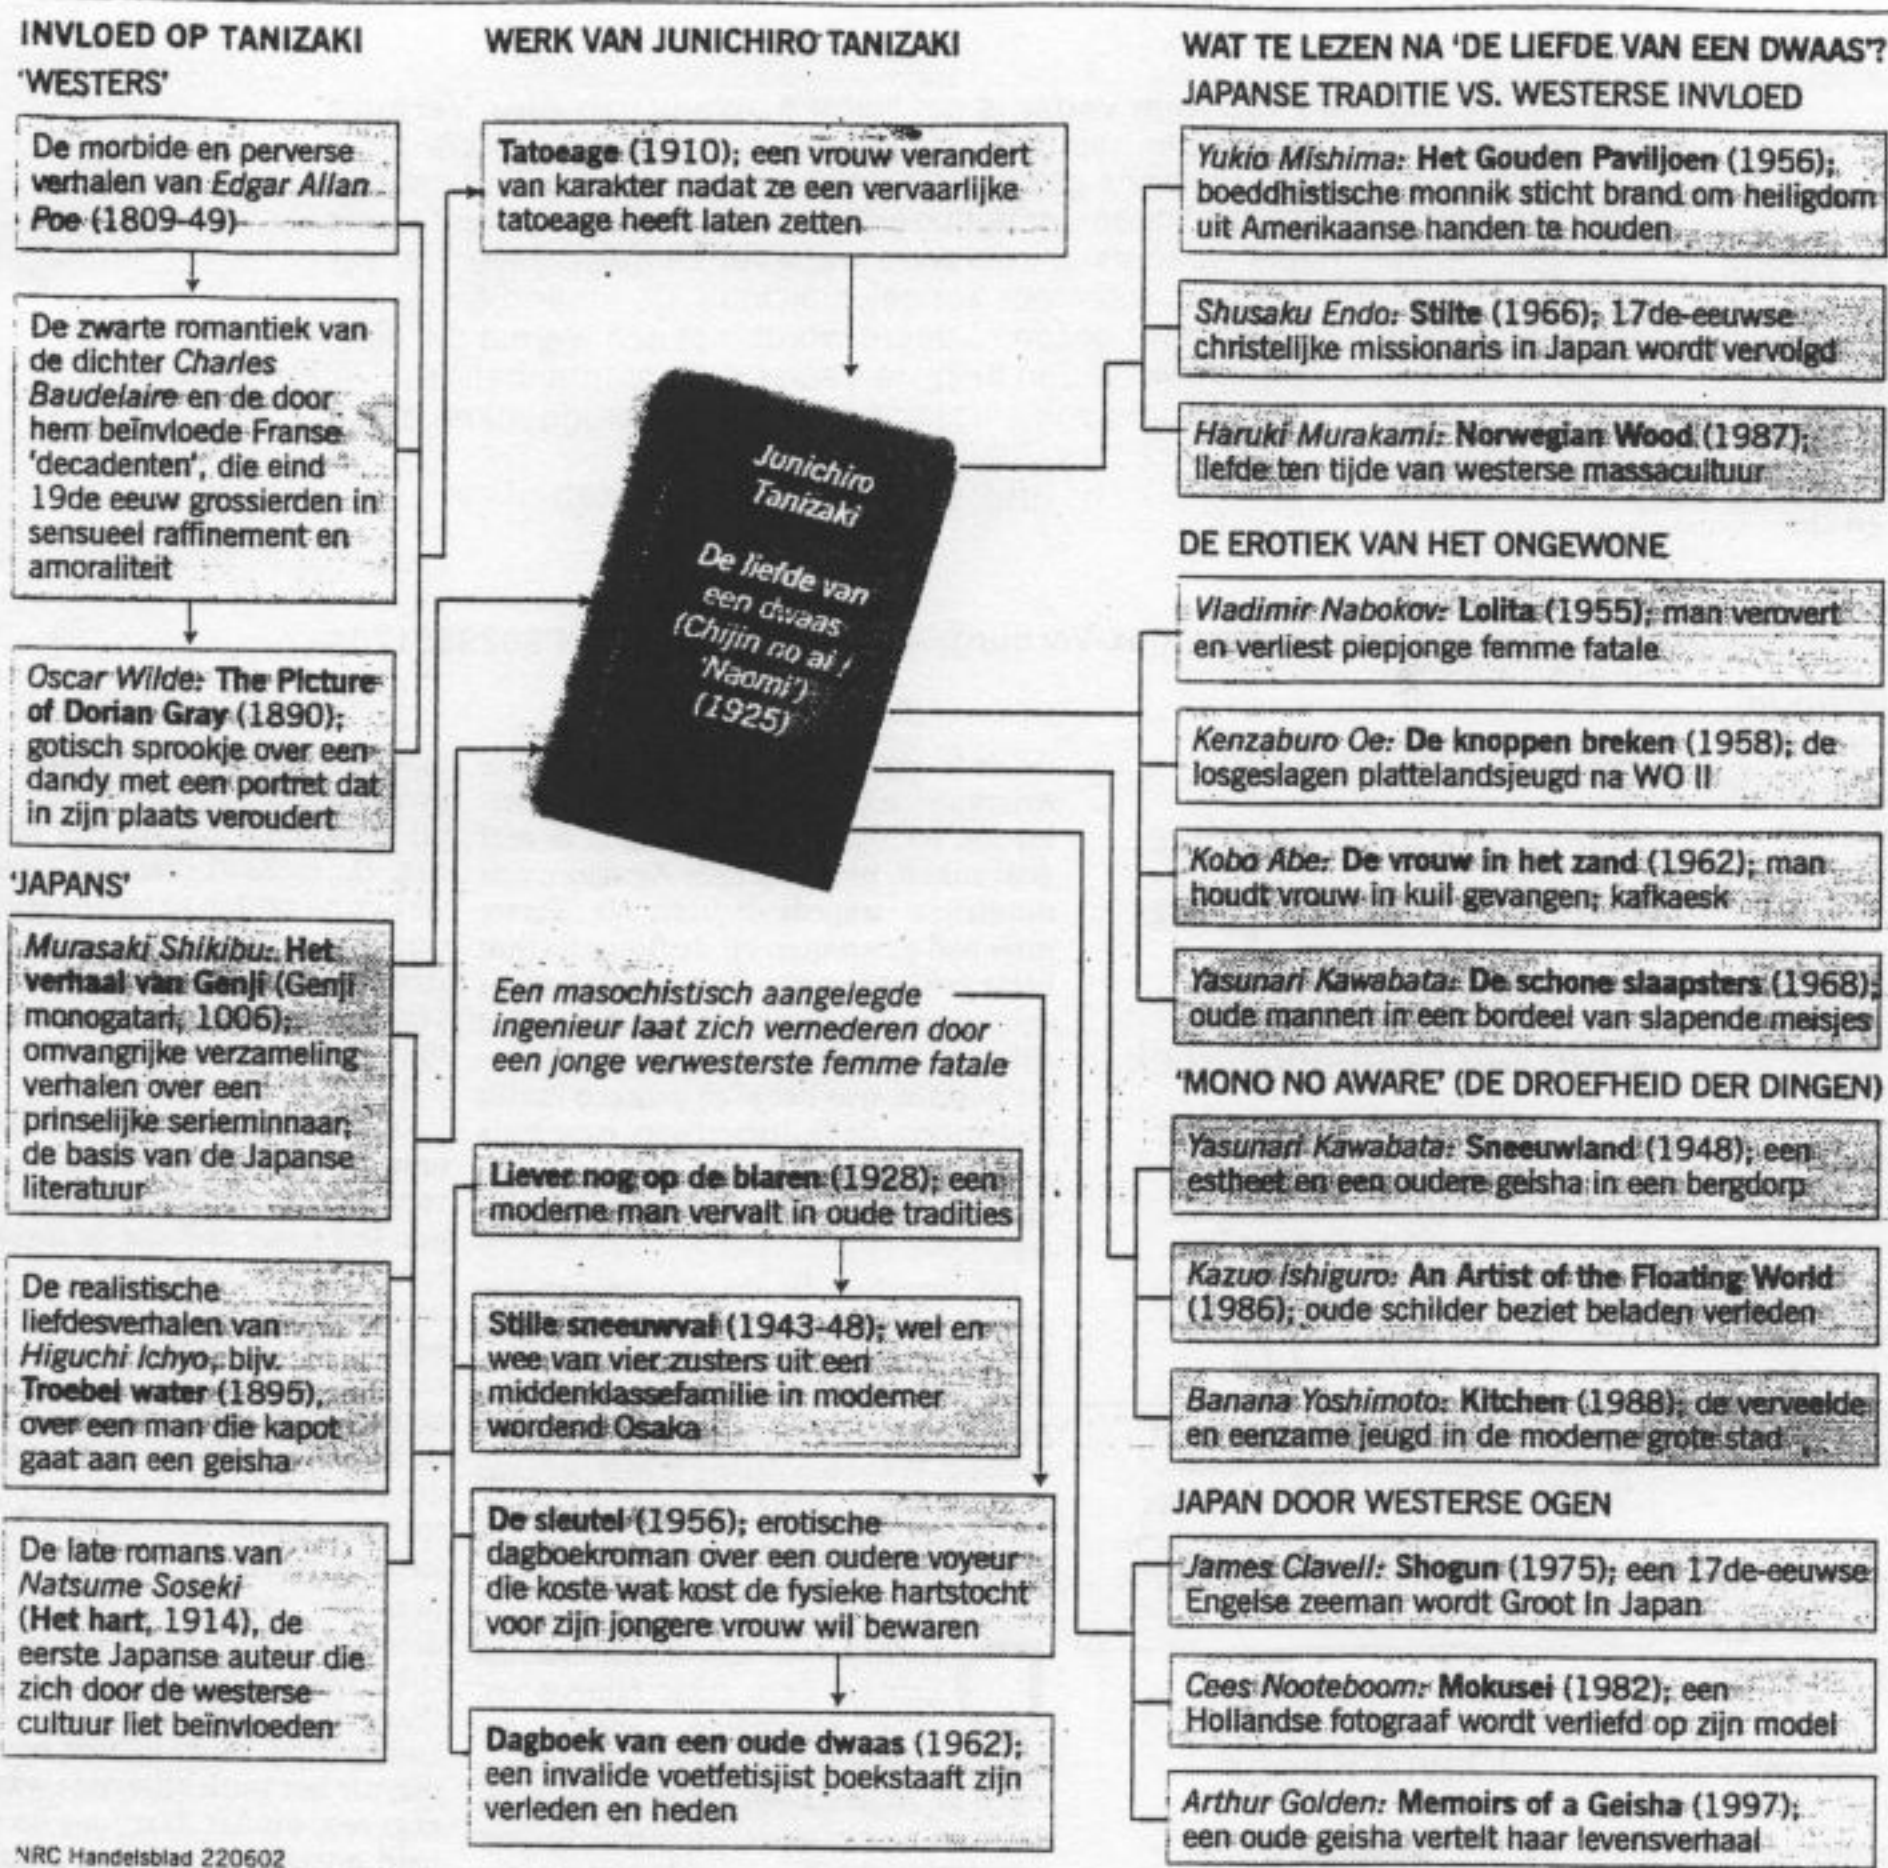 INVLOED OP TANIZAKI
'WESTERS'
De morbide en perverse
verhalen van Edgar Allan
Poe (1809-49)
De zwarte romantiek van
de dichter Charles
Baudelaire en de door
hem beïnvloede Franse
'decadenten', die eind
19de eeuw grossierden in
sensueel raffinement en
amoraliteit
Oscar Wilde: The Picture
of Dorian Gray (1890);
gotisch sprookje over een
dandy met een portret dat
in zijn plaats veroudert
'JAPANS'
Murasaki Shikibu: Het
verhaal van Genji (Genji
monogatari, 1006);
omvangrijke verzameling
verhalen over een
prinselijke serieminnaar;
de basis van de Japanse
literatuur
De realistische
liefdesverhalen van
Higuchi Ichyo, bijv.
Troebel water (1895),
over een man die kapot
gaat aan een geisha
De late romans van
Natsume Soseki
(Het hart, 1914), de
eerste Japanse auteur die
zich door de westerse
cultuur liet beïnvloeden
NRC Handelsblad 220602
WERK VAN JUNICHIRO TANIZAKI
Tatoeage (1910); een vrouw verandert
van karakter nadat ze een vervaarlijke
tatoeage heeft laten zetten
Junichiro
Tanizaki
De liefde van
een dwaas
(Chijin no ai /
'Naomi')
(1925)
Een masochistisch aangelegde
ingenieur laat zich vernederen door
een jonge verwesterste femme fatale
Liever nog op de blaren (1928); een
moderne man vervalt in oude tradities
Stille sneeuwval (1943-48); wel en
wee van vier zusters uit een
middenklassefamilie in moderner
wordend Osaka
De sleutel (1956); erotische
dagboekroman over een oudere voyeur
die koste wat kost de fysieke hartstocht
voor zijn jongere vrouw wil bewaren
Dagboek van een oude dwaas (1962);
een invalide voetfetisjist boekstaaft zijn
verleden en heden
WAT TE LEZEN NA 'DE LIEFDE VAN EEN DWAAS'?
JAPANSE TRADITIE VS. WESTERSE INVLOED
Yukio Mishima: Het Gouden Paviljoen (1956);
boeddhistische monnik sticht brand om heiligdom
uit Amerikaanse handen te houden
Shusaku Endo: Stilte (1966); 17de-eeuwse
christelijke missionaris in Japan wordt vervolgd
Haruki Murakami: Norwegian Wood (1987);
liefde ten tijde van westerse massacultuur
DE EROTIEK VAN HET ONGEWONE
Vladimir Nabokov: Lolita (1955); man verovert
en verliest piepjonge femme fatale
Kenzaburo Oe: De knoppen breken (1958); de
losgeslagen plattelandsjeugd na WO II
Kobo Abe: De vrouw in het zand (1962); man
houdt vrouw in kuil gevangen; kafkaesk
Yasunari Kawabata: De schone slaapsters (1968);
oude mannen in een bordeel van slapende meisjes
'MONO NO AWARE' (DE DROEFHEID DER DINGEN)
Yasunari Kawabata: Sneeuwland (1948); een
estheet en een oudere geisha in een bergdorp
Kazuo Ishiguro: An Artist of the Floating World
(1986); oude schilder beziet beladen verleden
Banana Yoshimoto: Kitchen (1988); de verveelde
en eenzame jeugd in de moderne grote stad
JAPAN DOOR WESTERSE OGEN
James Clavell: Shogun (1975); een 17de-eeuwse
Engelse zeeman wordt Groot In Japan
Cees Nooteboom: Mokusei (1982); een
Hollandse fotograaf wordt verliefd op zijn model
Arthur Golden: Memoirs of a Geisha (1997);
een oude geisha vertelt haar levensverhaal